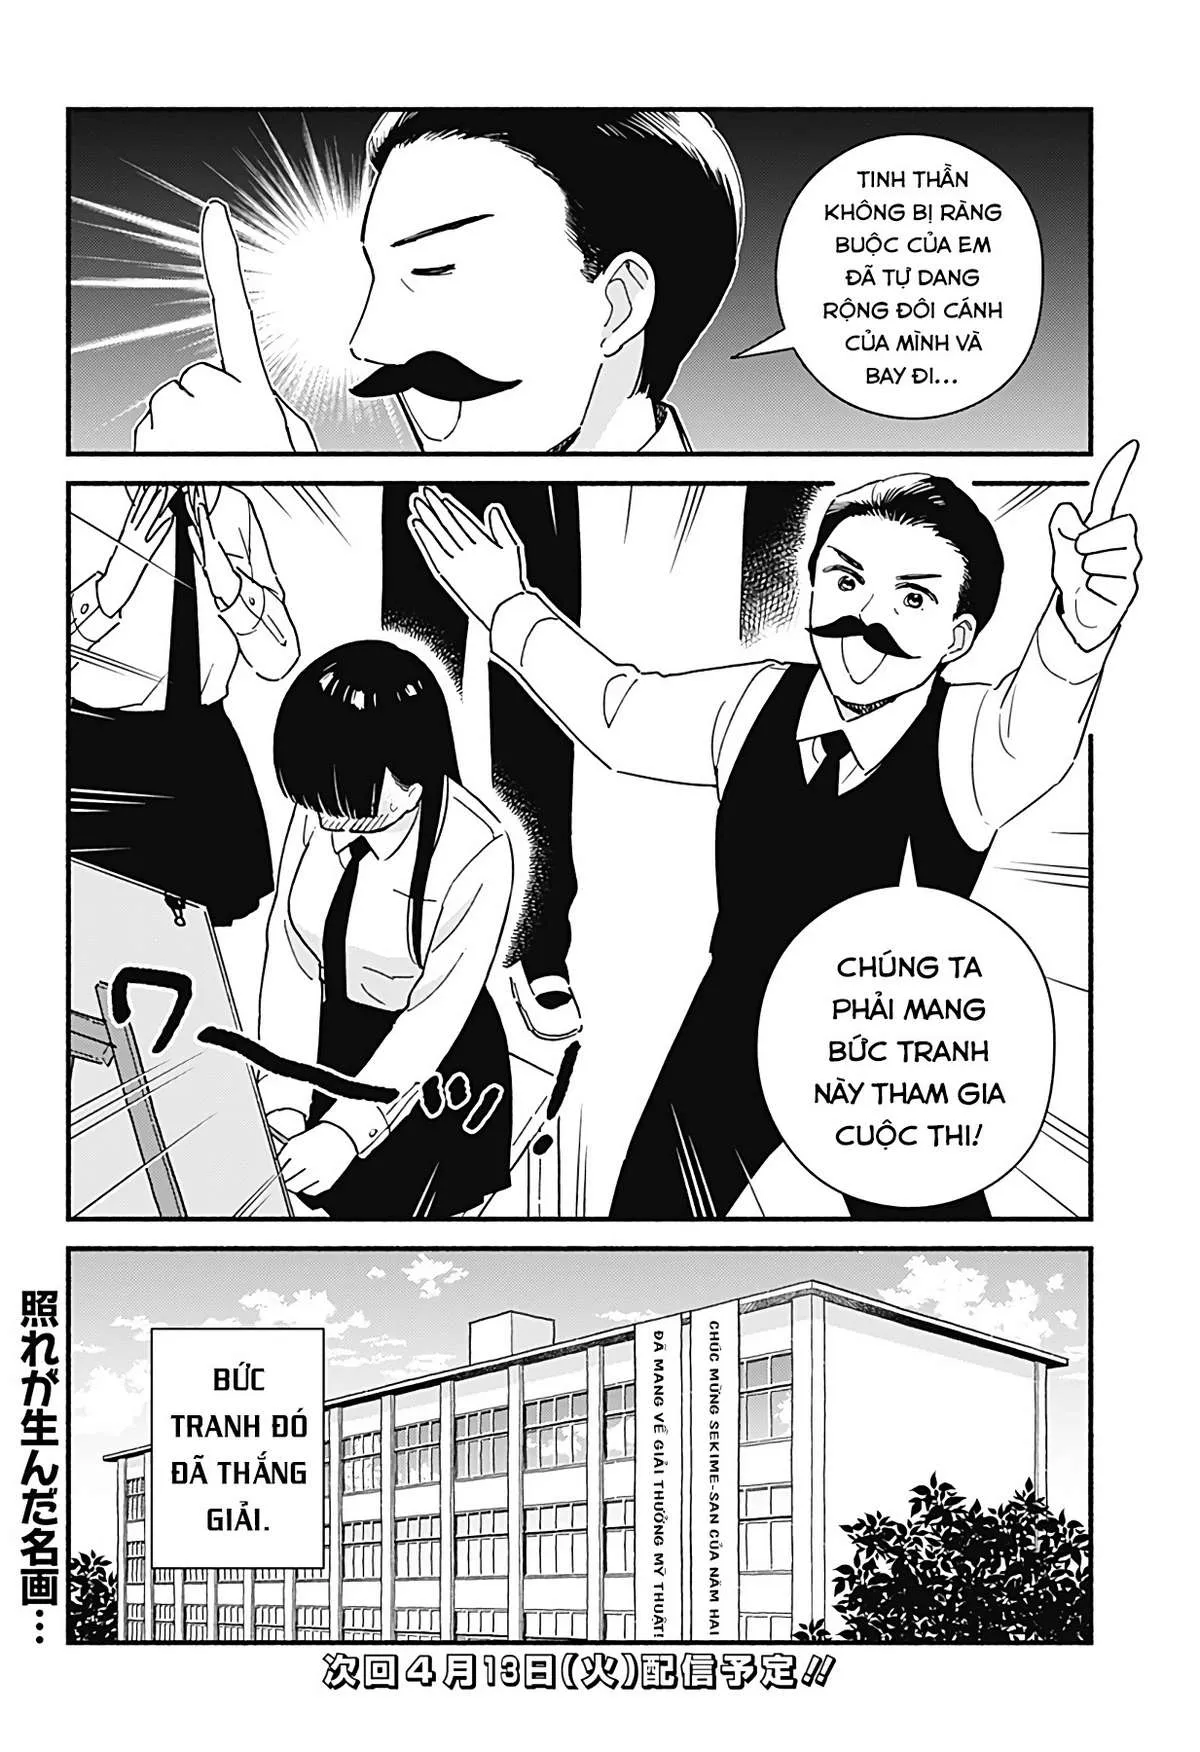 TINH THẦN
KHÔNG BỊ RÀNG
BUỘC CỦA EM
ĐÃ TỰ DANG
RỘNG ĐÔI CÁNH
CỦA MÌNH VÀ
BAY ĐI...
CHÚNG TA
PHẢI MANG
BỨC TRANH
NÀY THAM GIA
CUỘC THI!
ワーッ!
BỨC
TRANH ĐÓ
ĐÃ THẮNG
GIẢI.
CHÚC MỪNG SEKIME-SAN CỦA NĂM HAI
ĐÃ MANG VỀ GIẢI THƯỞNG MỸ THUẬT!
照れが生んだ名画…
次回4月13日(火)配信予定!!